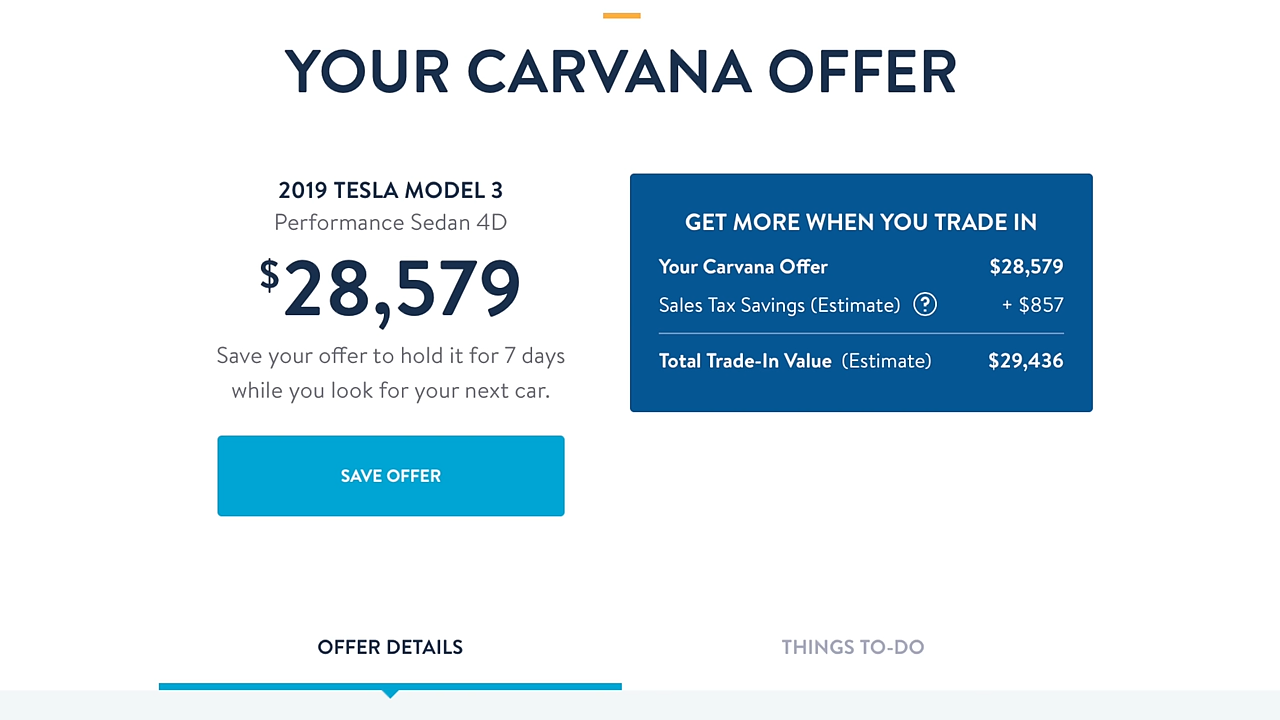 YOUR CARVANA OFFER
2019 TESLA MODEL 3
Performance Sedan 4D
$28,579
Save your offer to hold it for 7 days
while you look for your next car.
SAVE OFFER
GET MORE WHEN YOU TRADE IN
Your Carvana Offer $28,579
Sales Tax Savings (Estimate) ? + $857
Total Trade-In Value (Estimate) $29,436
OFFER DETAILS
THINGS TO-DO